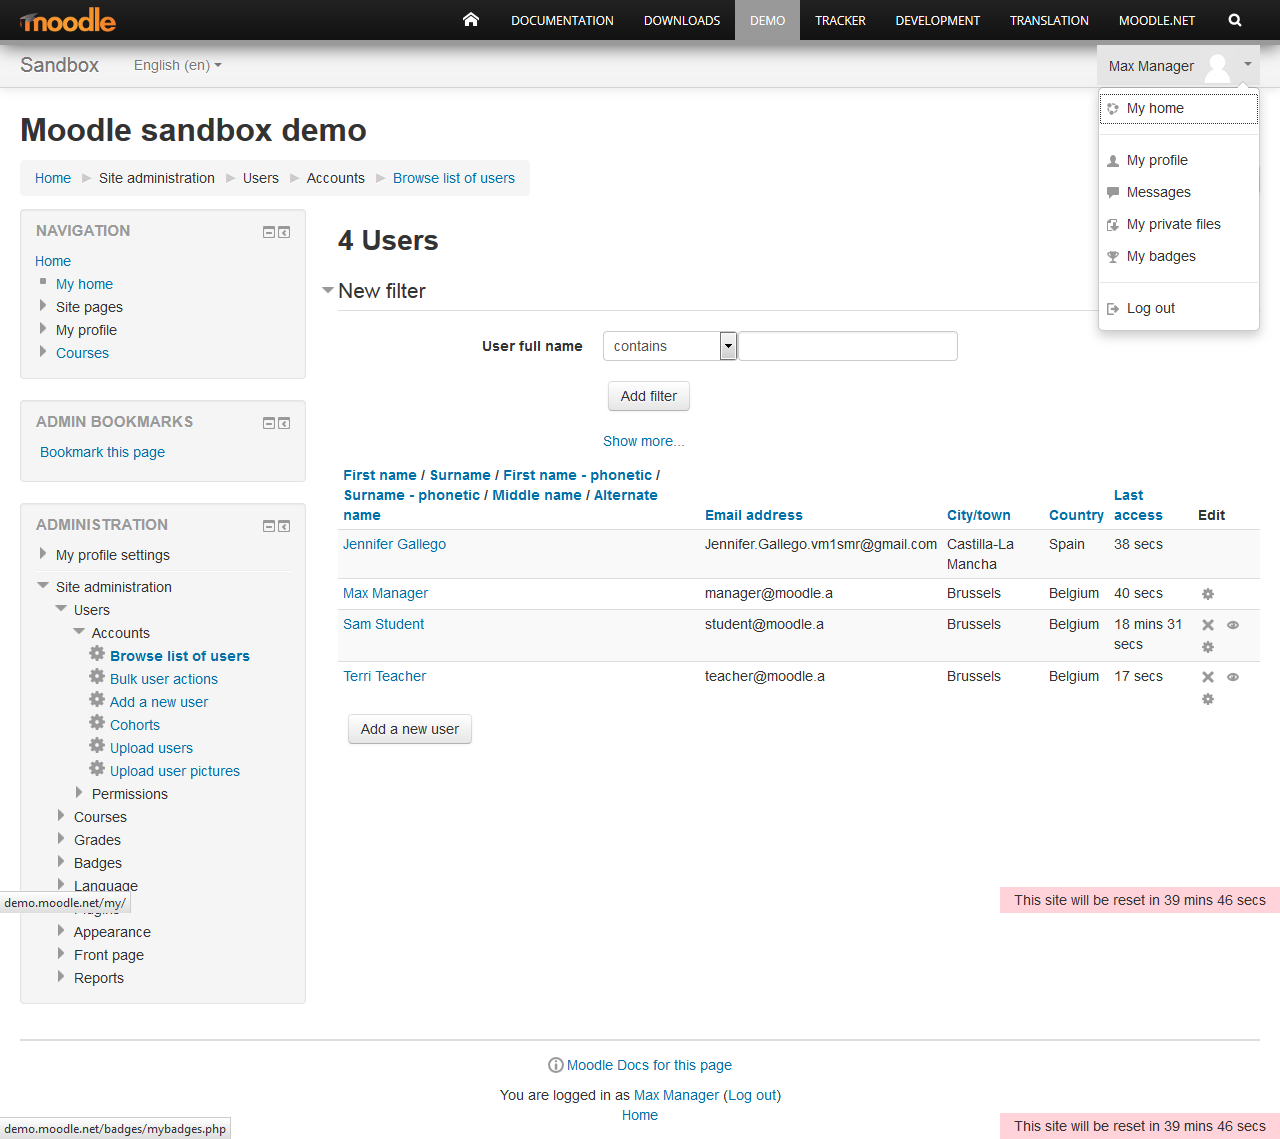 moodle
DOCUMENTATION DOWNLOADS DEMO TRACKER DEVELOPMENT TRANSLATION MOODLE.NET
Sandbox English (en) Max Manager
My home
My profile
Messages
My private files
My badges
Log out
Moodle sandbox demo
Home Site administration Users Accounts Browse list of users
NAVIGATION
Home
My home
Site pages
My profile
Courses
ADMIN BOOKMARKS
Bookmark this page
ADMINISTRATION
My profile settings
Site administration
Users
Accounts
Browse list of users
Bulk user actions
Add a new user
Cohorts
Upload users
Upload user pictures
Permissions
Courses
Grades
Badges
Language
demo.moodle.net/my/
Appearance
Front page
Reports
4 Users
New filter
User full name contains
Add filter
Show more...
First name / Surname / First name - phonetic /
Surname - phonetic / Middle name / Alternate Last
name Email address City/town Country access Edit
Jennifer Gallego Jennifer.Gallego.vm1smr@gmail.com Castilla-La Spain 38 secs
Mancha
Max Manager manager@moodle.a Brussels Belgium 40 secs
Sam Student student@moodle.a Brussels Belgium 18 mins 31
secs
Terri Teacher teacher@moodle.a Brussels Belgium 17 secs
Add a new user
This site will be reset in 39 mins 46 secs
Moodle Docs for this page
You are logged in as Max Manager (Log out)
Home
demo.moodle.net/badges/mybadges.php
This site will be reset in 39 mins 46 secs